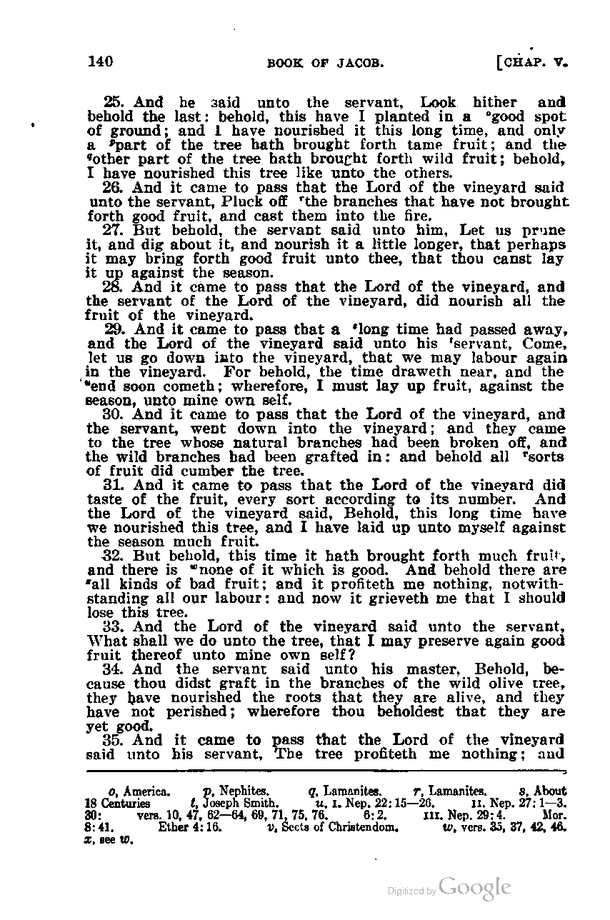 140 BOOK OF JACOB. [CHAP. V.
25. And he said unto the servant, Look hither and
behold the last: behold, this have I planted in a ᵒgood spot
of ground; and I have nourished it this long time, and only
a ᵖpart of the tree hath brought forth tame fruit; and the
ᑫother part of the tree hath brought forth wild fruit; behold,
I have nourished this tree like unto the others.
26. And it came to pass that the Lord of the vineyard said
unto the servant, Pluck off ʳthe branches that have not brought
forth good fruit, and cast them into the fire.
27. But behold, the servant said unto him, Let us prune
it, and dig about it, and nourish it a little longer, that perhaps
it may bring forth good fruit unto thee, that thou canst lay
it up against the season.
28. And it came to pass that the Lord of the vineyard, and
the servant of the Lord of the vineyard, did nourish all the
fruit of the vineyard.
29. And it came to pass that a ˢlong time had passed away,
and the Lord of the vineyard said unto his ᵗservant, Come,
let us go down into the vineyard, that we may labour again
in the vineyard. For behold, the time draweth near, and the
ᵘend soon cometh; wherefore, I must lay up fruit, against the
season, unto mine own self.
30. And it came to pass that the Lord of the vineyard, and
the servant, went down into the vineyard; and they came
to the tree whose natural branches had been broken off, and
the wild branches had been grafted in: and behold all ᵛsorts
of fruit did cumber the tree.
31. And it came to pass that the Lord of the vineyard did
taste of the fruit, every sort according to its number. And
the Lord of the vineyard said, Behold, this long time have
we nourished this tree, and I have laid up unto myself against
the season much fruit.
32. But behold, this time it hath brought forth much fruit,
and there is ʷnone of it which is good. And behold there are
ˣall kinds of bad fruit; and it profiteth me nothing, notwith-
standing all our labour: and now it grieveth me that I should
lose this tree.
33. And the Lord of the vineyard said unto the servant,
What shall we do unto the tree, that I may preserve again good
fruit thereof unto mine own self?
34. And the servant said unto his master, Behold, be-
cause thou didst graft in the branches of the wild olive tree,
they have nourished the roots that they are alive, and they
have not perished; wherefore thou beholdest that they are
yet good.
35. And it came to pass that the Lord of the vineyard
said unto his servant, The tree profiteth me nothing; and
o, America. p, Nephites. q, Lamanites. r, Lamanites. s, About
18 Centuries t, Joseph Smith. u, I. Nep. 22:15—26. II. Nep. 27:1—3.
30: vers. 10, 47, 62—64, 69, 71, 75, 76. 6:2. III. Nep. 29:4. Mor.
8:41. Ether 4:16. v, Sects of Christendom. w, vers. 35, 37, 42, 46.
x, see w.
Digitized by Google